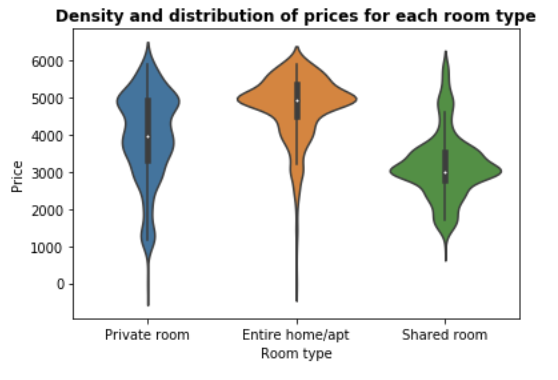 Density and distribution of prices for each room type
6000
5000
4000
3000
2000
1000
0
Price
Private room
Entire home/apt
Shared room
Room type